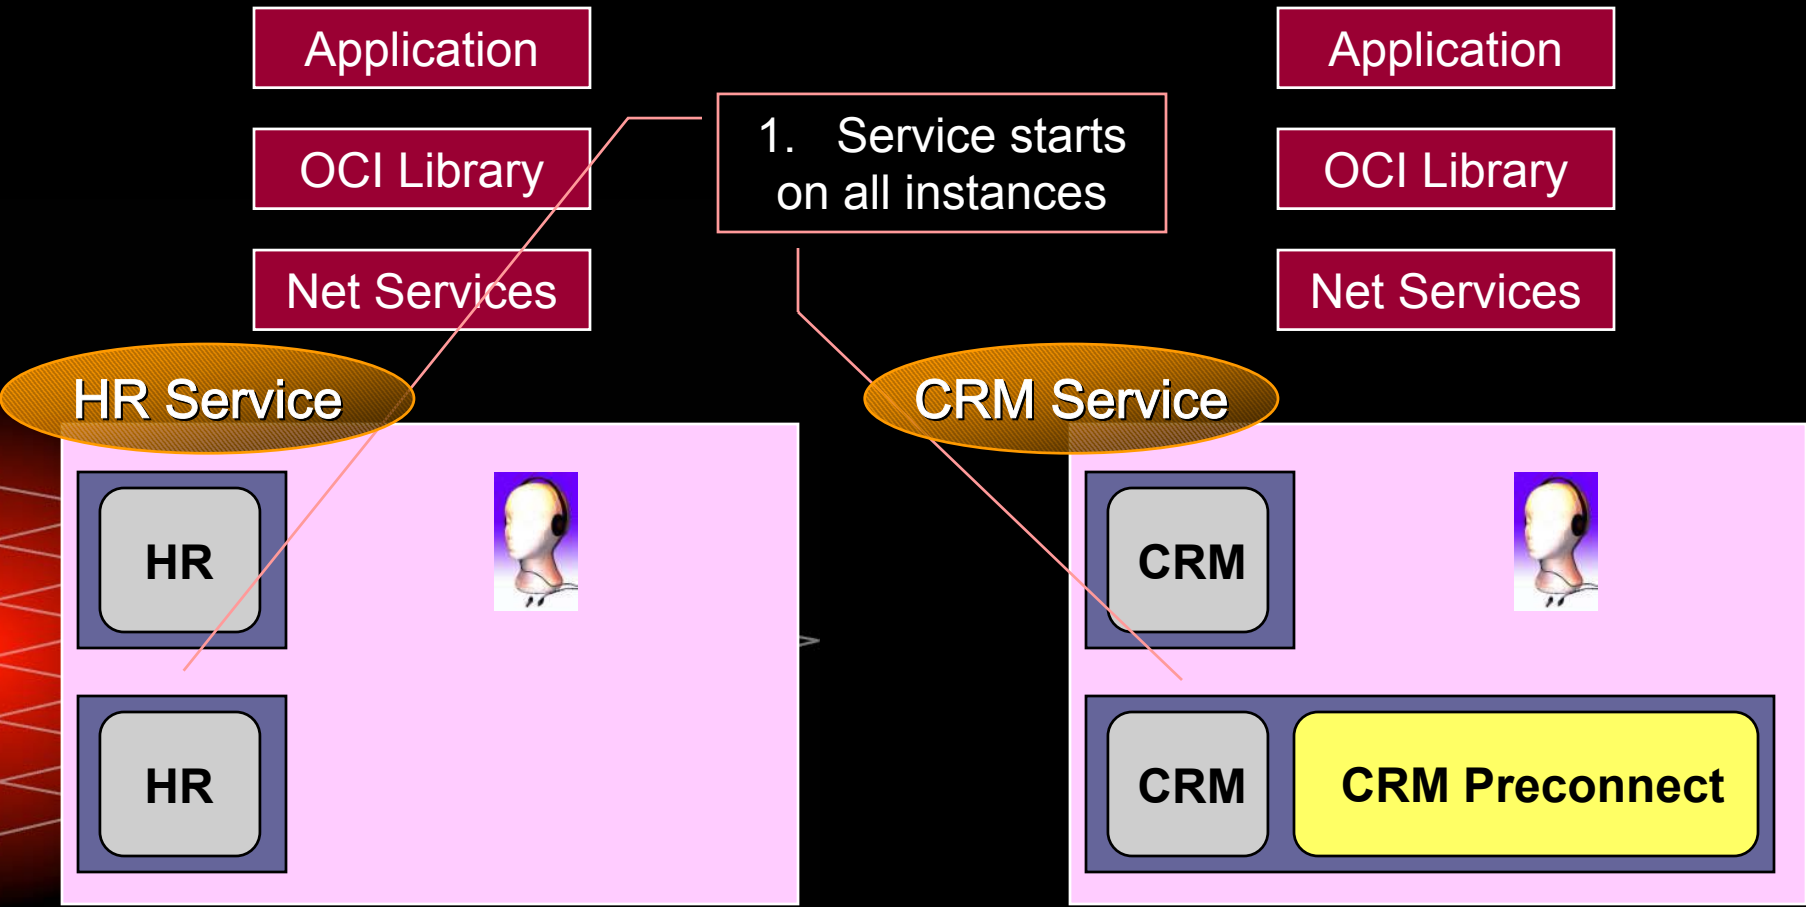 Application
Application
1. Service starts
on all instances
OCI Library
OCI Library
Net Services
Net Services
HR Service
CRM Service
HR
CRM
HR
CRM
CRM Preconnect